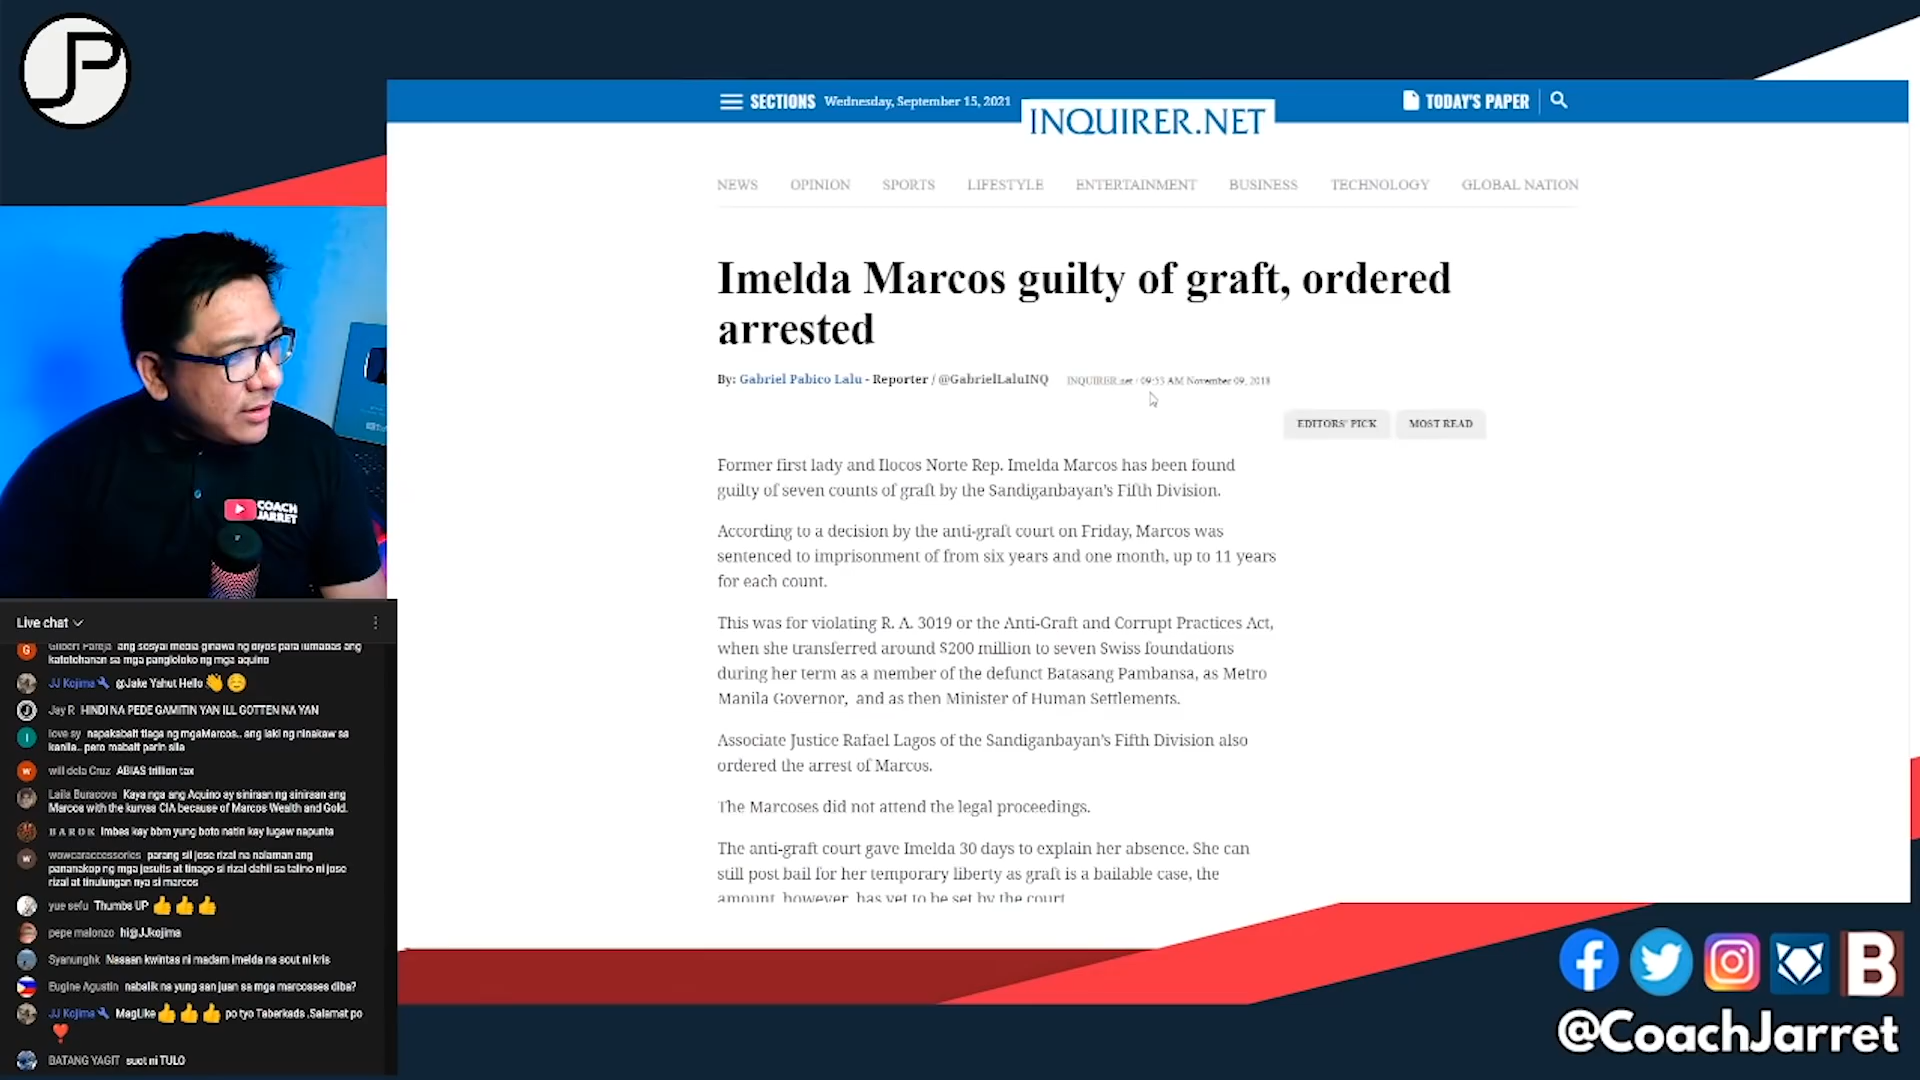 JP
SECTIONS Wednesday, September 15, 2021
INQUIRER.NET
TODAY'S PAPER
NEWS OPINION SPORTS LIFESTYLE ENTERTAINMENT BUSINESS TECHNOLOGY GLOBAL NATION
Imelda Marcos guilty of graft, ordered
arrested
By: Gabriel Pabico Lalu - Reporter / @GabrielLaluINQ
INQUIRER.net / 09:53 AM November 09, 2018
EDITORS' PICK MOST READ
Former first lady and Ilocos Norte Rep. Imelda Marcos has been found
guilty of seven counts of graft by the Sandiganbayan's Fifth Division.
According to a decision by the anti-graft court on Friday, Marcos was
sentenced to imprisonment of from six years and one month, up to 11 years
for each count.
This was for violating R. A. 3019 or the Anti-Graft and Corrupt Practices Act,
when she transferred around $200 million to seven Swiss foundations
during her term as a member of the defunct Batasang Pambansa, as Metro
Manila Governor, and as then Minister of Human Settlements.
Associate Justice Rafael Lagos of the Sandiganbayan's Fifth Division also
ordered the arrest of Marcos.
The Marcoses did not attend the legal proceedings.
The anti-graft court gave Imelda 30 days to explain her absence. She can
still post bail for her temporary liberty as graft is a bailable case, the
amount, however, has yet to be set by the court
COACH
JARRET
Live chat
G Gilbert Pareja ang sosyal media ginawa ng diyos para lumabas ang
katotohanan sa mga pangloloko ng mga aquino
JJ Kojima @Jake Yahut Hello 👏 ☺️
J Jay R HINDI NA PEDE GAMITIN YAN ILL GOTTEN NA YAN
l love sy napakabait tlaga ng mgaMarcos.. ang laki ng ninakaw sa
kanila.. pero mabait parin sila
W will dela Cruz ABIAS trillion tax
Laila Buracova Kaya nga ang Aquino ay siniraan ng siniraan ang
Marcos with the kurvas CIA because of Marcos Wealth and Gold.
B A R O K Imbes kay bbm yung boto natin kay lugaw napunta
W wowcaraccessories parang sil jose rizal na nalaman ang
pananakop ng mga jesuits at tinago si rizal dahil sa talino ni jose
rizal at tinulungan nya si marcos
yue sefu Thumbs UP 👍 👍 👍
pepe malonzo hi@JJkojima
Syanunghk Nasaan kwintas ni madam imelda na sout ni kris
Eugine Agustin nabalik na yung san juan sa mga marcosses diba?
JJ Kojima MagLike 👍 👍 👍 po tyo Taberkads .Salamat po
❣️
BATANG YAGIT suot ni TULO
f B
@CoachJarret